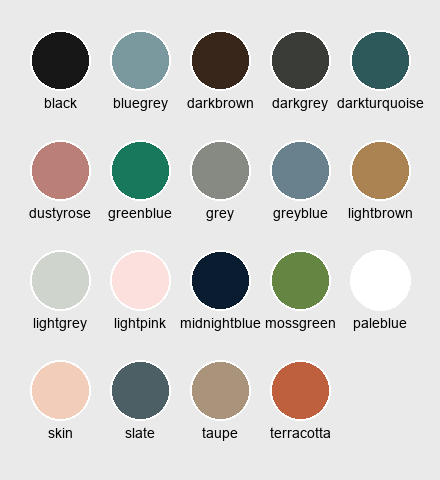 black bluegrey darkbrown darkgrey darkturquoise
dustyrose greenblue grey greyblue lightbrown
lightgrey lightpink midnightblue mossgreen paleblue
skin slate taupe terracotta